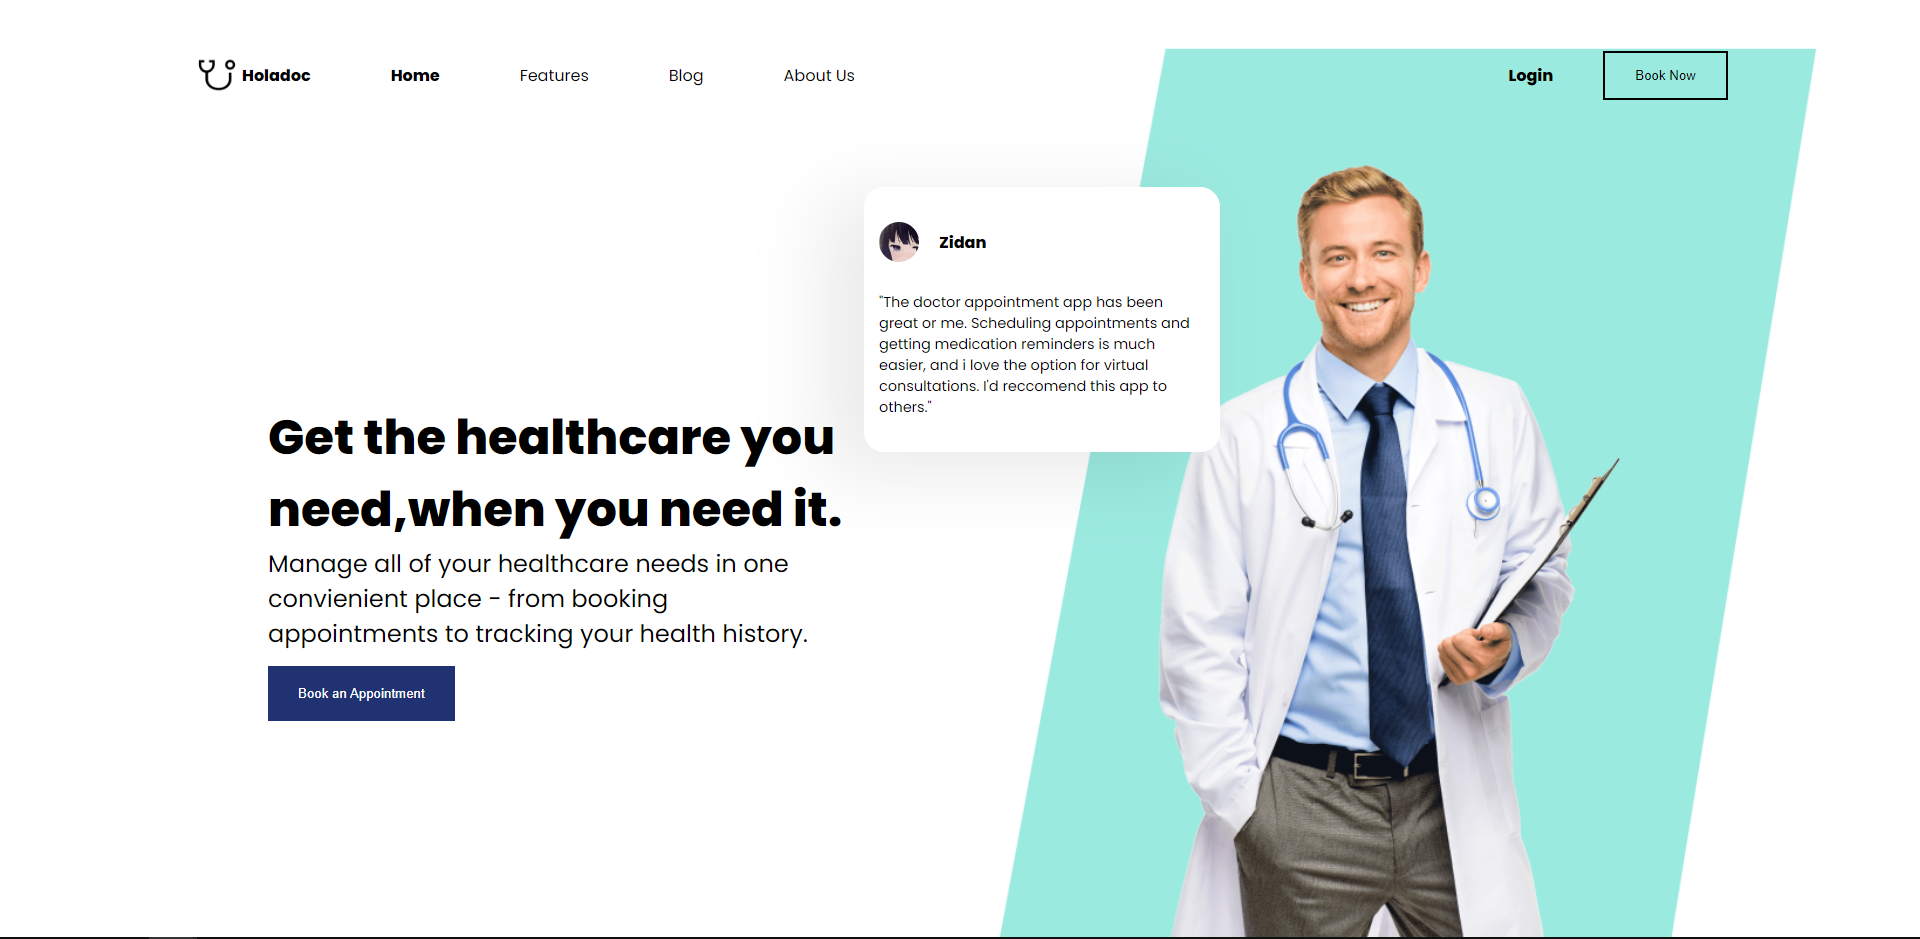 Holadoc
Home
Features
Blog
About Us
Login
Book Now
Zidan
"The doctor appointment app has been
great or me. Scheduling appointments and
getting medication reminders is much
easier, and i love the option for virtual
consultations. I'd reccomend this app to
others."
Get the healthcare you
need,when you need it.
Manage all of your healthcare needs in one
convienient place - from booking
appointments to tracking your health history.
Book an Appointment